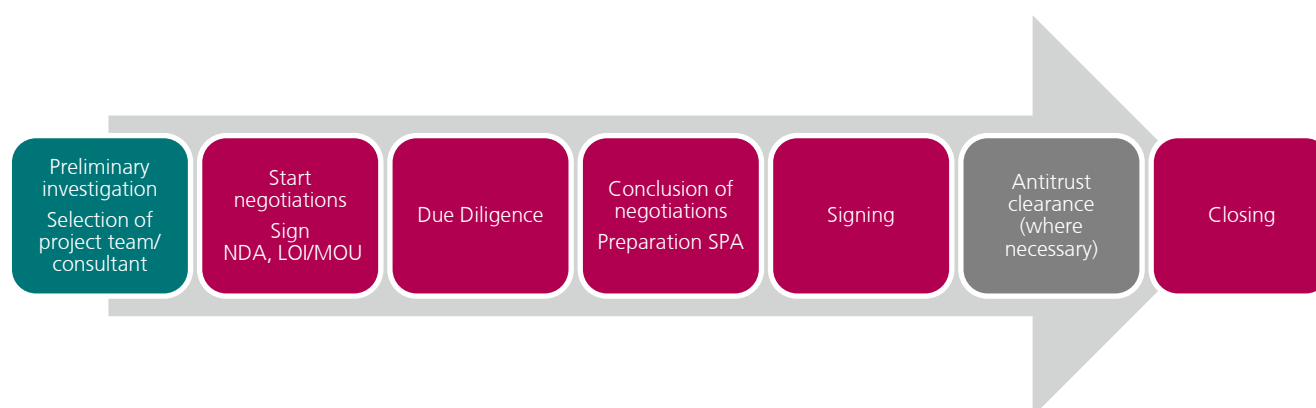 Preliminary
investigation
Selection of
project team/
consultant
Start
negotiations
Sign
NDA, LOI/MOU
Due Diligence
Conclusion of
negotiations
Preparation SPA
Signing
Antitrust
clearance
(where
necessary)
Closing